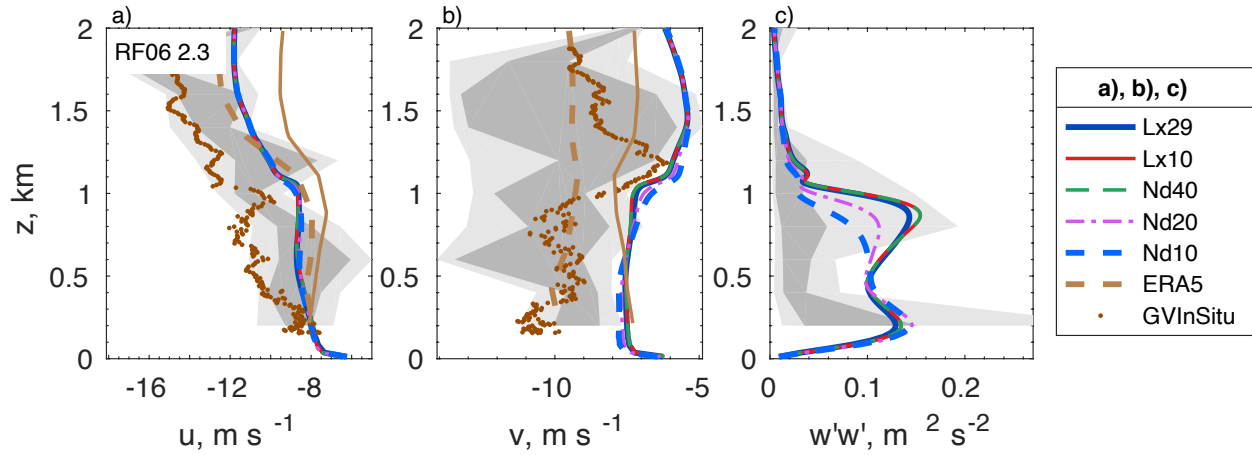 a)
b)
c)
RF06 2.3
2
1.5
1
0.5
0
z, km
-16
-12
-8
u, m s -1
2
1.5
1
0.5
0
-10
-5
v, m s -1
2
1.5
1
0.5
0
0
0.1
0.2
w'w', m 2 s-2
a), b), c)
Lx29
Lx10
Nd40
Nd20
Nd10
ERA5
GVInSitu